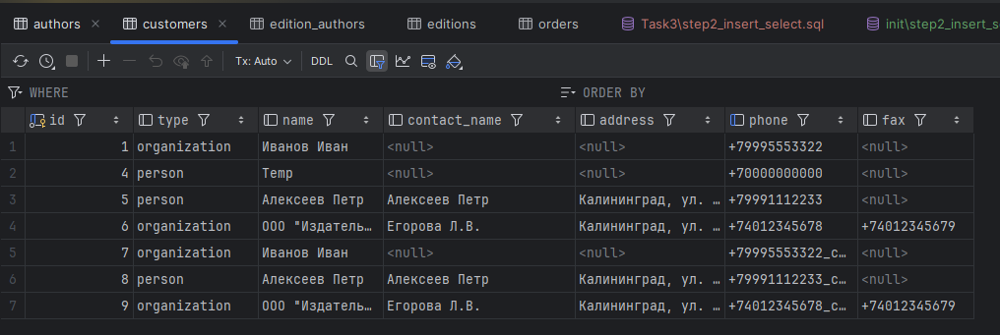 authors customers edition_authors editions orders Task3\step2_insert_select.sql init\step2_insert_s
Tx: Auto DDL
WHERE ORDER BY
id type name contact_name address phone fax
1 1 organization Иванов Иван <null> <null> +79995553322 <null>
2 4 person Temp <null> <null> +70000000000 <null>
3 5 person Алексеев Петр Алексеев Петр Калининград, ул. … +79991112233 <null>
4 6 organization ООО "Издатель… Егорова Л.В. Калининград, ул. … +74012345678 +74012345679
5 7 organization Иванов Иван <null> <null> +79995553322_c… <null>
6 8 person Алексеев Петр Алексеев Петр Калининград, ул. … +79991112233_c… <null>
7 9 organization ООО "Издатель… Егорова Л.В. Калининград, ул. … +74012345678_c… +74012345679